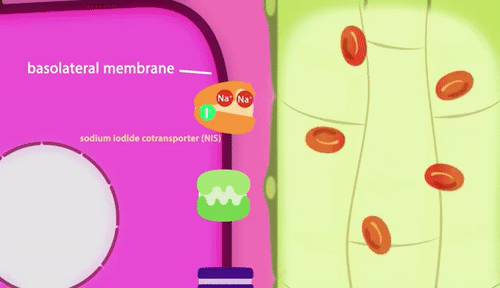 basolateral membrane
Na⁺ Na⁺
I
sodium iodide cotransporter (NIS)